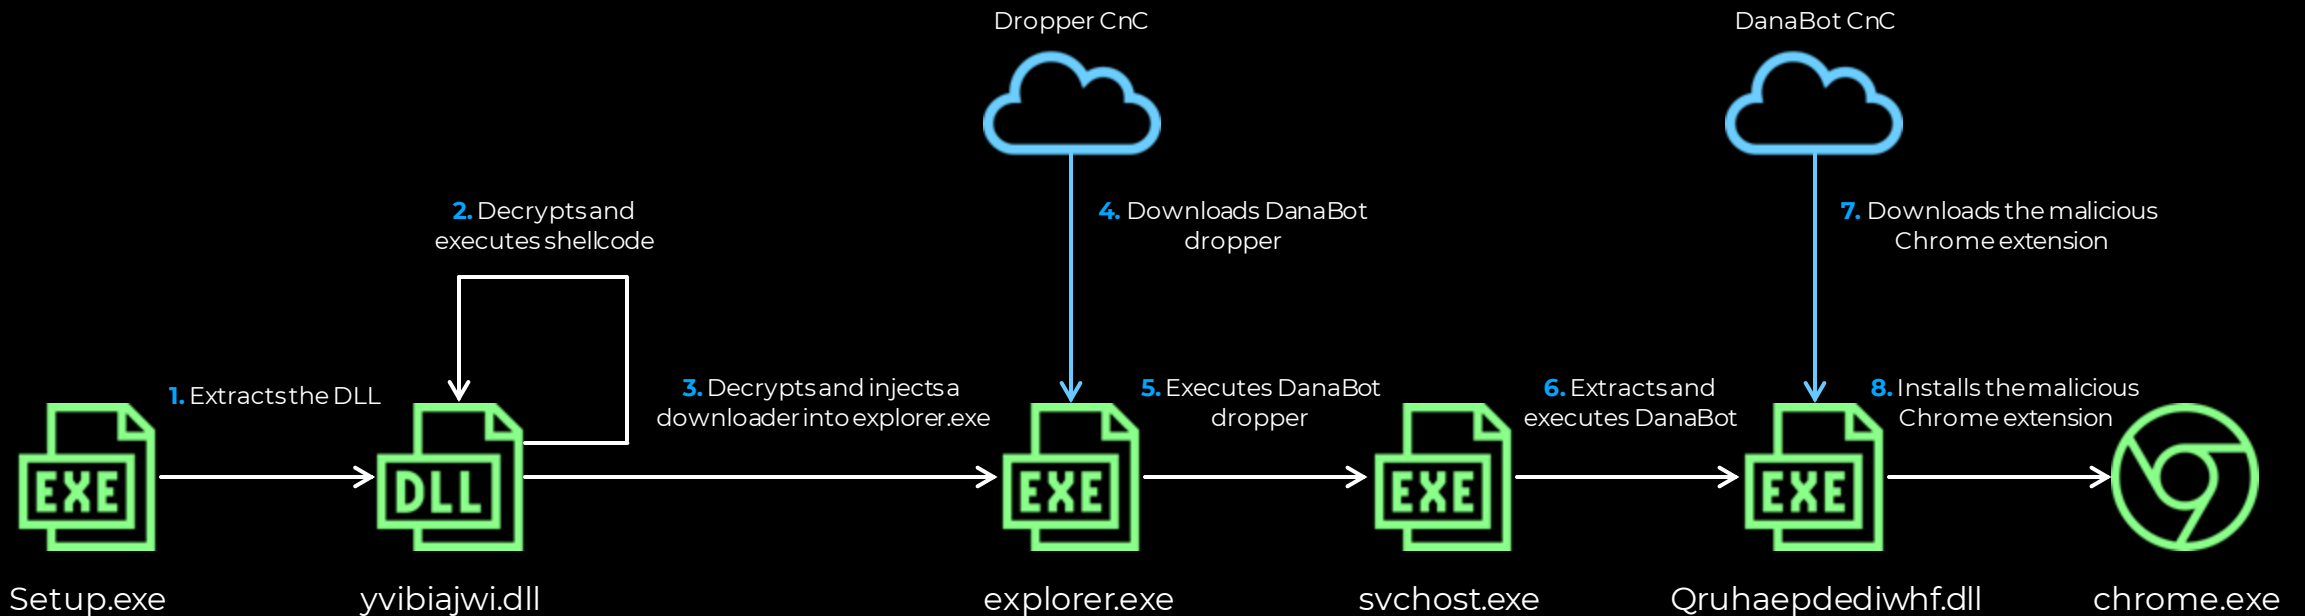 Dropper CnC
DanaBot CnC
2. Decrypts and
executes shellcode
4. Downloads DanaBot
dropper
7. Downloads the malicious
Chrome extension
1. Extracts the DLL
3. Decrypts and injects a
downloader into explorer.exe
5. Executes DanaBot
dropper
6. Extracts and
executes DanaBot
8. Installs the malicious
Chrome extension
EXE
DLL
EXE
EXE
EXE
Setup.exe
yvibiajwi.dll
explorer.exe
svchost.exe
Qruhaepdediwhf.dll
chrome.exe